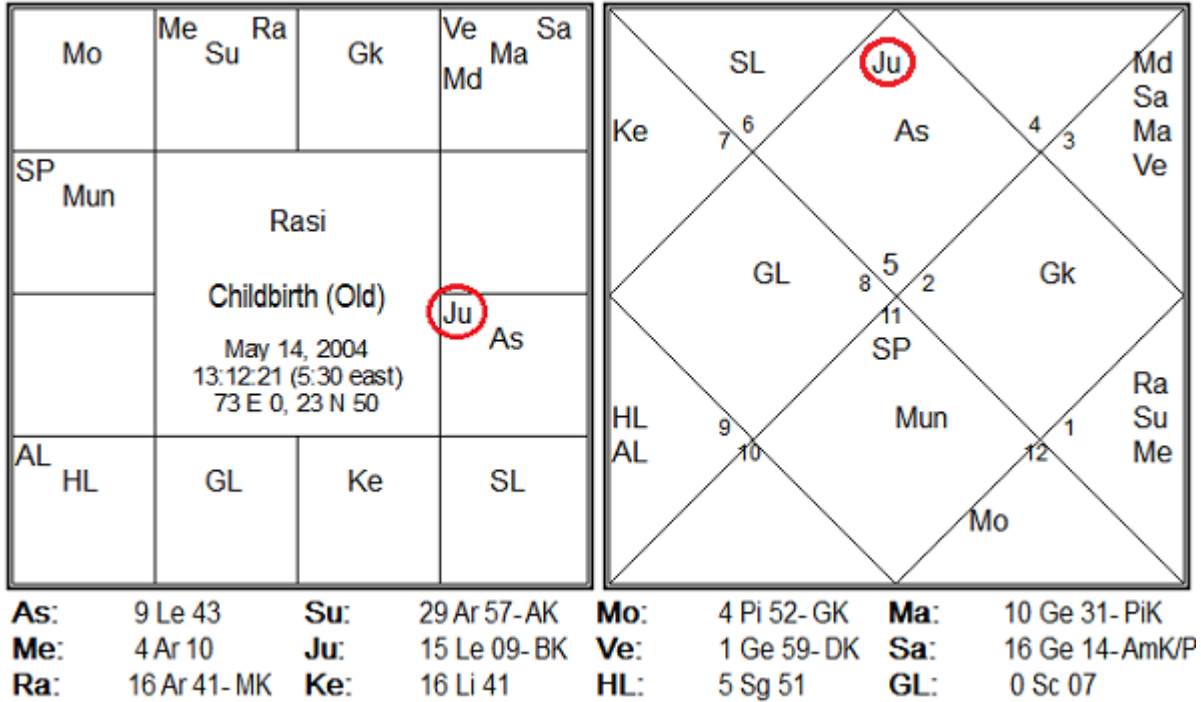 Mo
Me Ra
Su
Gk
Ve Sa
Ma
Md
SP
Mun
Rasi
Childbirth (Old)
May 14, 2004
13:12:21 (5:30 east)
73 E 0, 23 N 50
Ju
As
AL
HL
GL
Ke
SL
SL
Ju
As
Md
Sa
Ma
Ve
Ke
7 6
4 3
GL
5
8 2
11
Gk
SP
Mun
HL
AL
9
10
12
1
Ra
Su
Me
Mo
As: 9 Le 43 Su: 29 Ar 57- AK Mo: 4 Pi 52- GK Ma: 10 Ge 31- PiK
Me: 4 Ar 10 Ju: 15 Le 09- BK Ve: 1 Ge 59- DK Sa: 16 Ge 14- AmK/P
Ra: 16 Ar 41- MK Ke: 16 Li 41 HL: 5 Sg 51 GL: 0 Sc 07